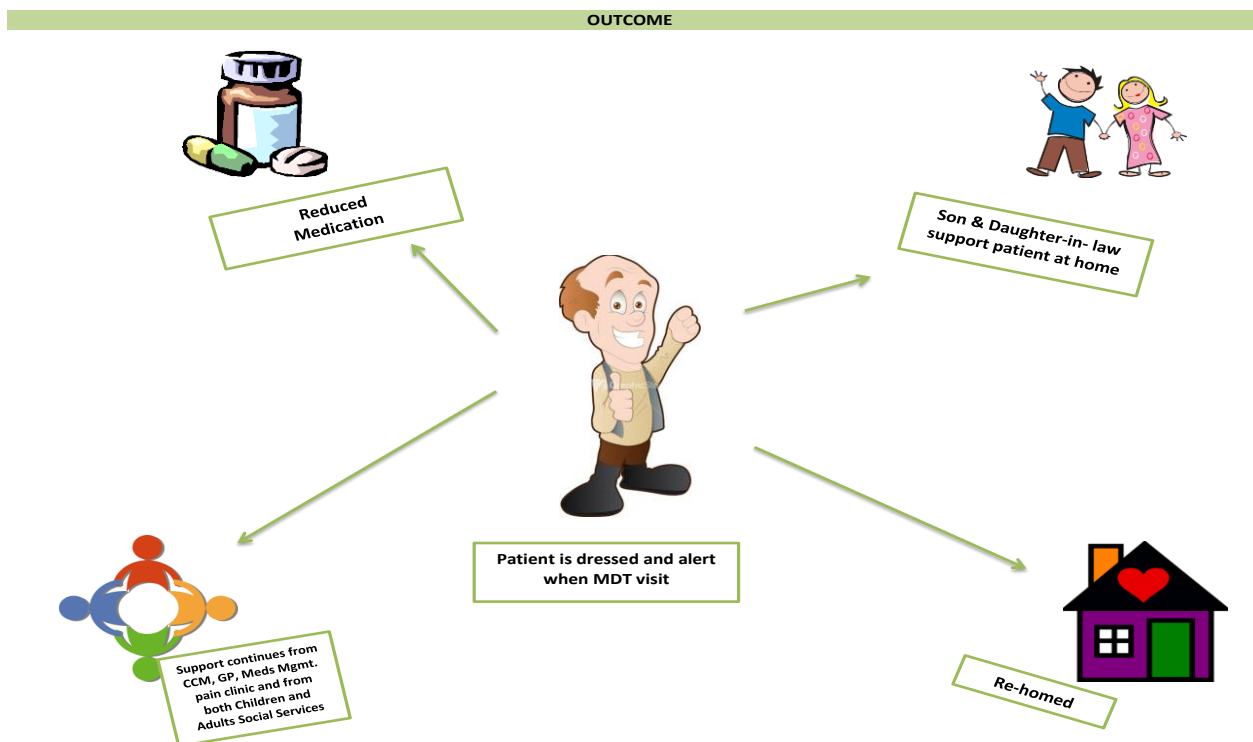 OUTCOME
Reduced
Medication
Son & Daughter-in- law
support patient at home
Patient is dressed and alert
when MDT visit
Support continues from
CCM, GP, Meds Mgmt.
pain clinic and from
both Children and
Adults Social Services
Re-homed